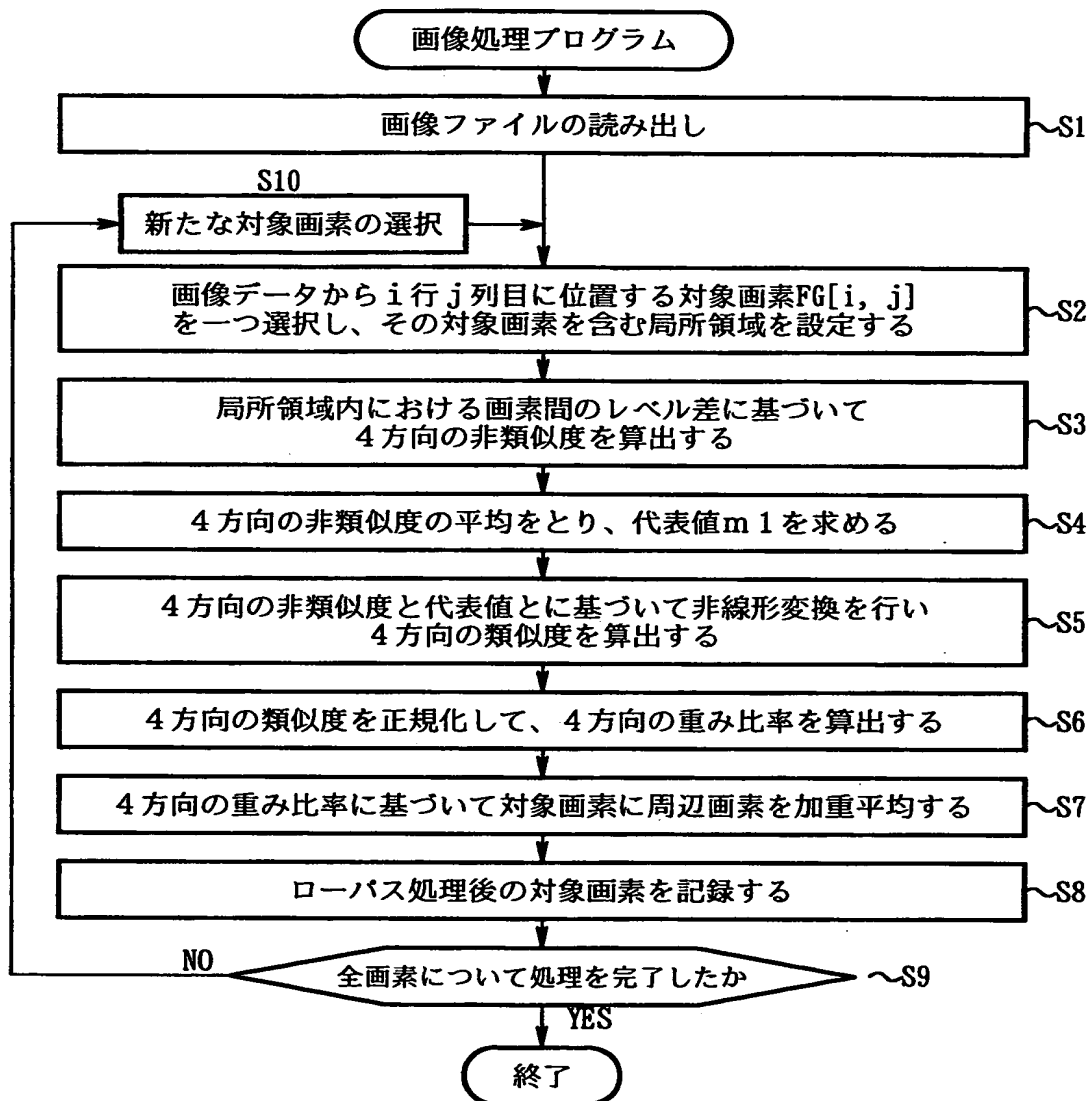 画像処理プログラム
画像ファイルの読み出し
~S1
S10
新たな対象画素の選択
画像データからi行j列目に位置する対象画素FG[i, j]
を一つ選択し、その対象画素を含む局所領域を設定する
~S2
局所領域内における画素間のレベル差に基づいて
4方向の非類似度を算出する
~S3
4方向の非類似度の平均をとり、代表値m1を求める
~S4
4方向の非類似度と代表値とに基づいて非線形変換を行い
4方向の類似度を算出する
~S5
4方向の類似度を正規化して、4方向の重み比率を算出する
~S6
4方向の重み比率に基づいて対象画素に周辺画素を加重平均する
~S7
ローパス処理後の対象画素を記録する
~S8
NO
全画素について処理を完了したか
~S9
YES
終了